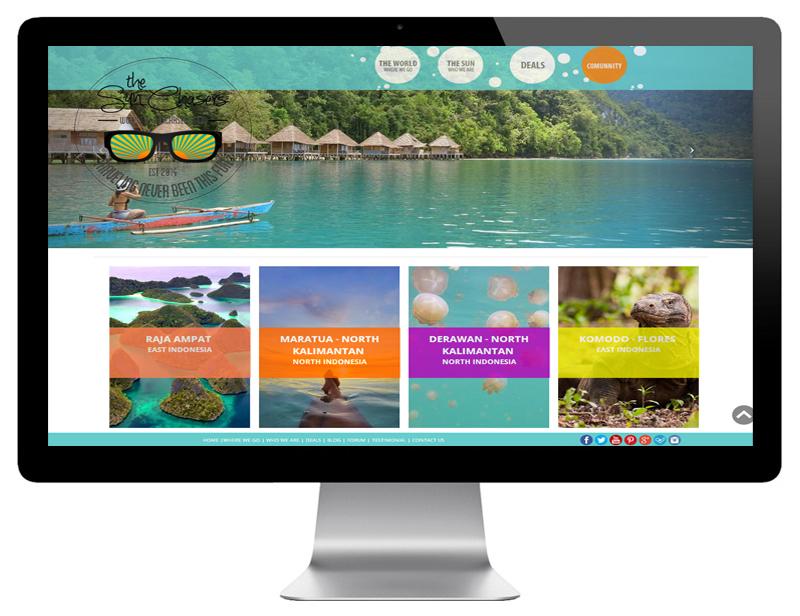 THE WORLD
WHERE WE GO
THE SUN
WHO WE ARE
DEALS
COMUNNITY
the
Sun Chasers
EST 2015
TRAVELING NEVER BEEN THIS FUN
RAJA AMPAT
EAST INDONESIA
MARATUA - NORTH
KALIMANTAN
NORTH INDONESIA
DERAWAN - NORTH
KALIMANTAN
NORTH INDONESIA
KOMODO - FLORES
EAST INDONESIA
HOME | WHERE WE GO | WHO WE ARE | DEALS | BLOG | FORUM | TESTIMONIAL | CONTACT US